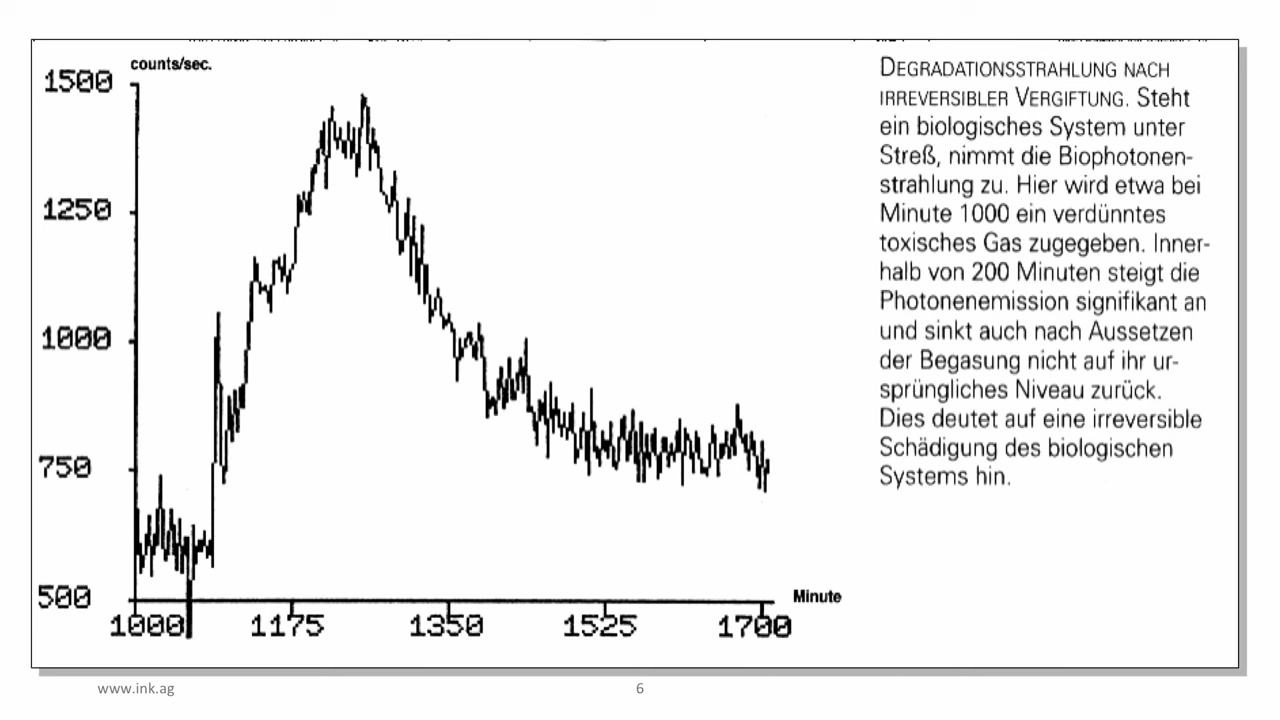 counts/sec.
1500
1250
1000
750
500
1000
1175
1350
1525
1700
Minute
DEGRADATIONSSTRAHLUNG NACH
IRREVERSIBLER VERGIFTUNG. Steht
ein biologisches System unter
Streß, nimmt die Biophotonen-
strahlung zu. Hier wird etwa bei
Minute 1000 ein verdünntes
toxisches Gas zugegeben. Inner-
halb von 200 Minuten steigt die
Photonenemission signifikant an
und sinkt auch nach Aussetzen
der Begasung nicht auf ihr ur-
sprüngliches Niveau zurück.
Dies deutet auf eine irreversible
Schädigung des biologischen
Systems hin.
www.ink.ag
6